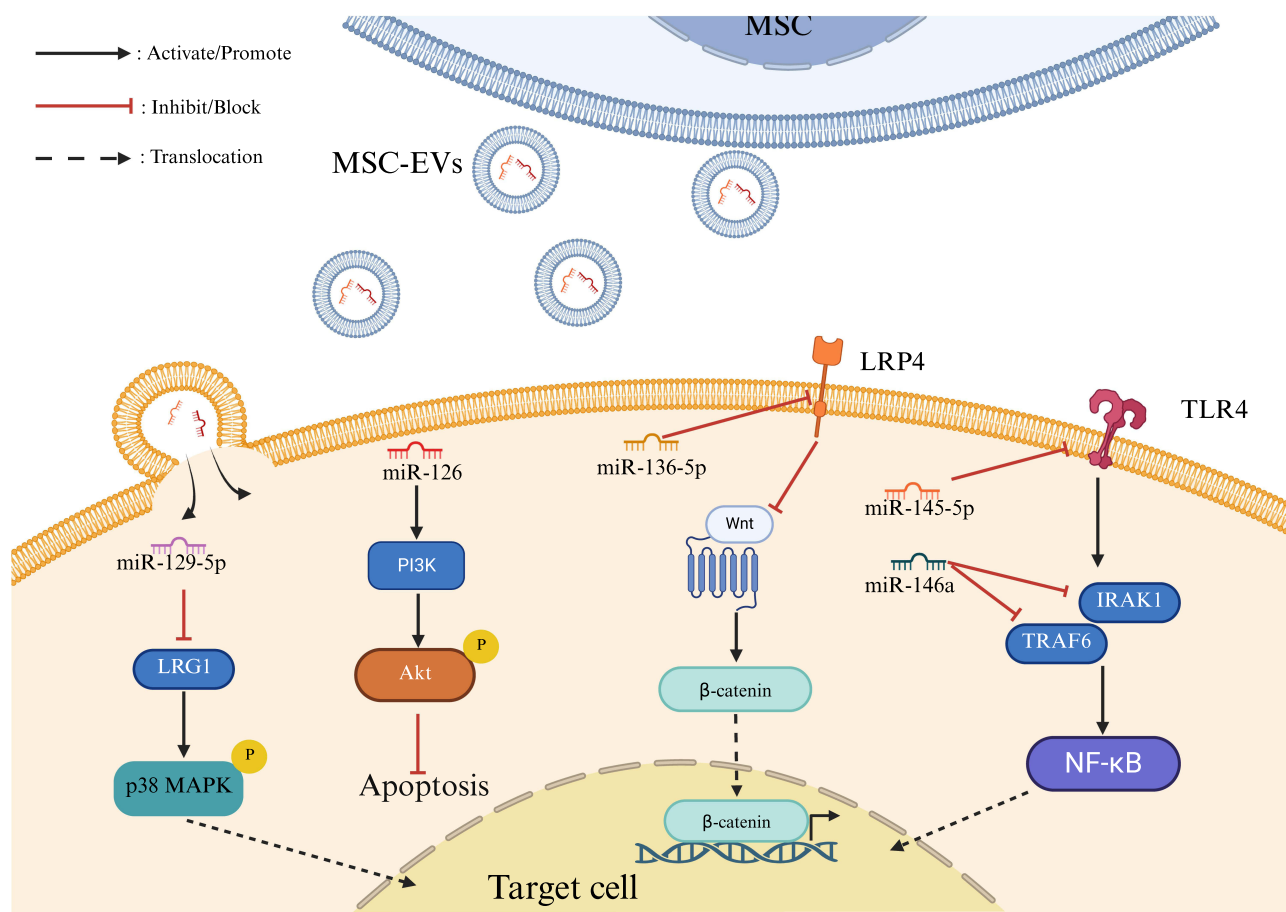 MSC
: Activate/Promote
: Inhibit/Block
: Translocation
MSC-EVs
LRP4
TLR4
miR-126
miR-136-5p
miR-145-5p
miR-129-5p
PI3K
Wnt
miR-146a
IRAK1
TRAF6
LRG1
Akt
P
β-catenin
NF-κB
p38 MAPK
P
Apoptosis
β-catenin
Target cell